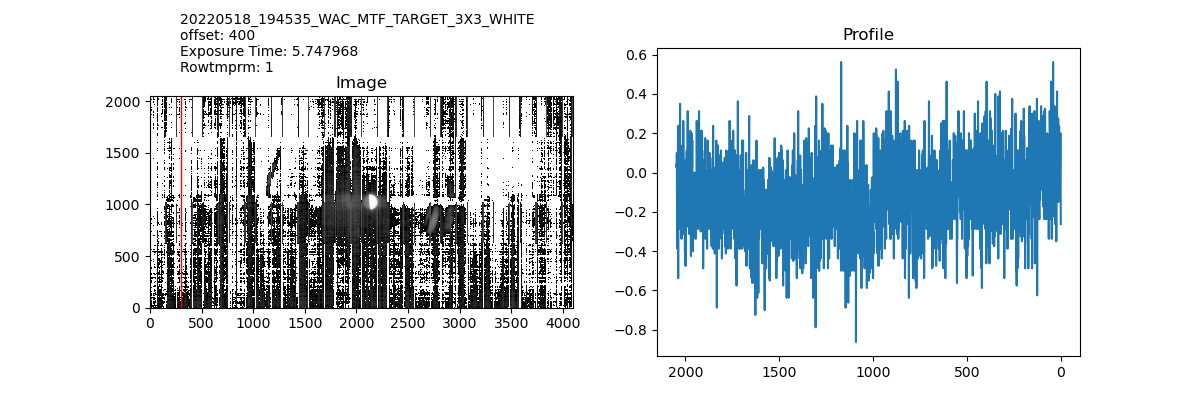 20220518_194535_WAC_MTF_TARGET_3X3_WHITE
offset: 400
Exposure Time: 5.747968
Rowtmprm: 1
Image
2000
1500
1000
500
0
0 500 1000 1500 2000 2500 3000 3500 4000
Profile
0.6
0.4
0.2
0.0
−0.2
−0.4
−0.6
−0.8
2000 1500 1000 500 0